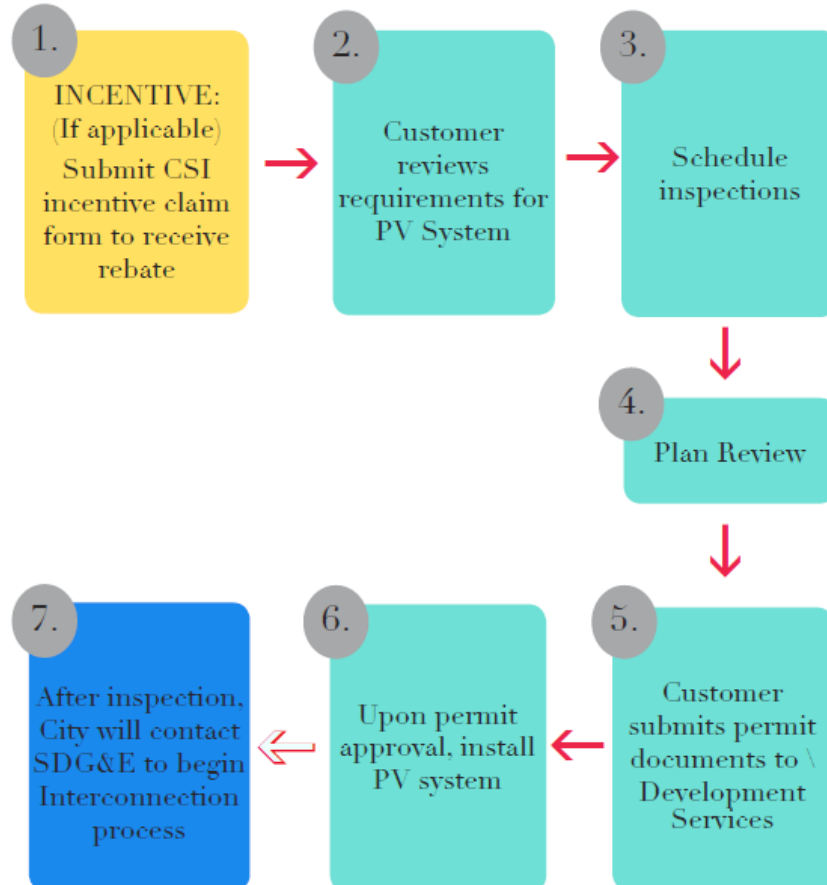 1.
INCENTIVE:
(If applicable)
Submit CSI
incentive claim
form to receive
rebate
2.
Customer
reviews
requirements for
PV System
3.
Schedule
inspections
4.
Plan Review
5.
Customer
submits permit
documents to \
Development
Services
6.
Upon permit
approval, install
PV system
7.
After inspection,
City will contact
SDG&E to begin
Interconnection
process